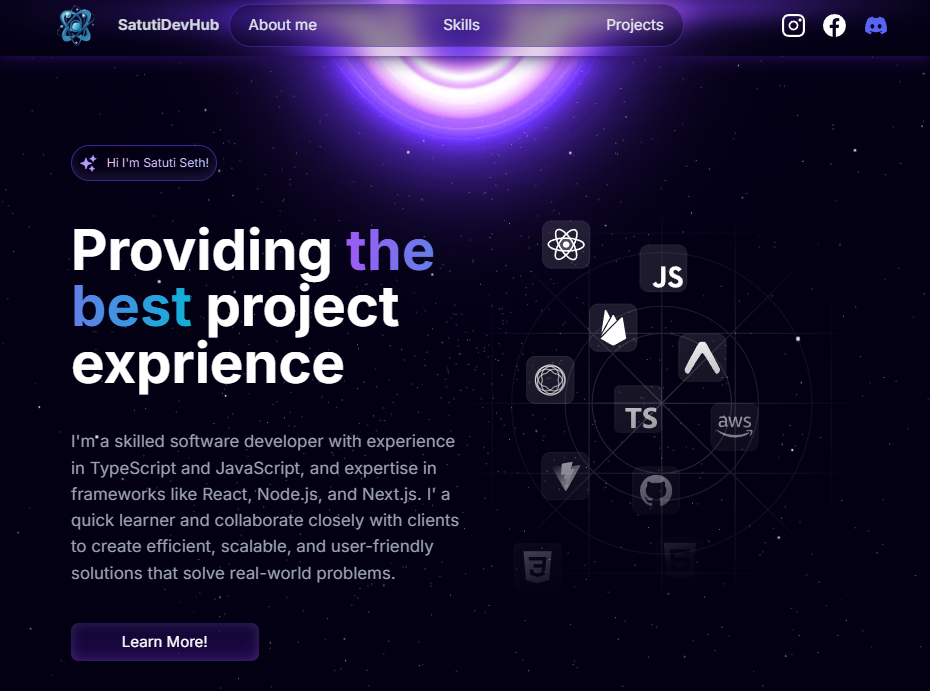 SatutiDevHub
About me
Skills
Projects
Hi I'm Satuti Seth!
Providing the
best project
exprience
I'm a skilled software developer with experience
in TypeScript and JavaScript, and expertise in
frameworks like React, Node.js, and Next.js. I' a
quick learner and collaborate closely with clients
to create efficient, scalable, and user-friendly
solutions that solve real-world problems.
Learn More!
JS
TS
aws
3
5